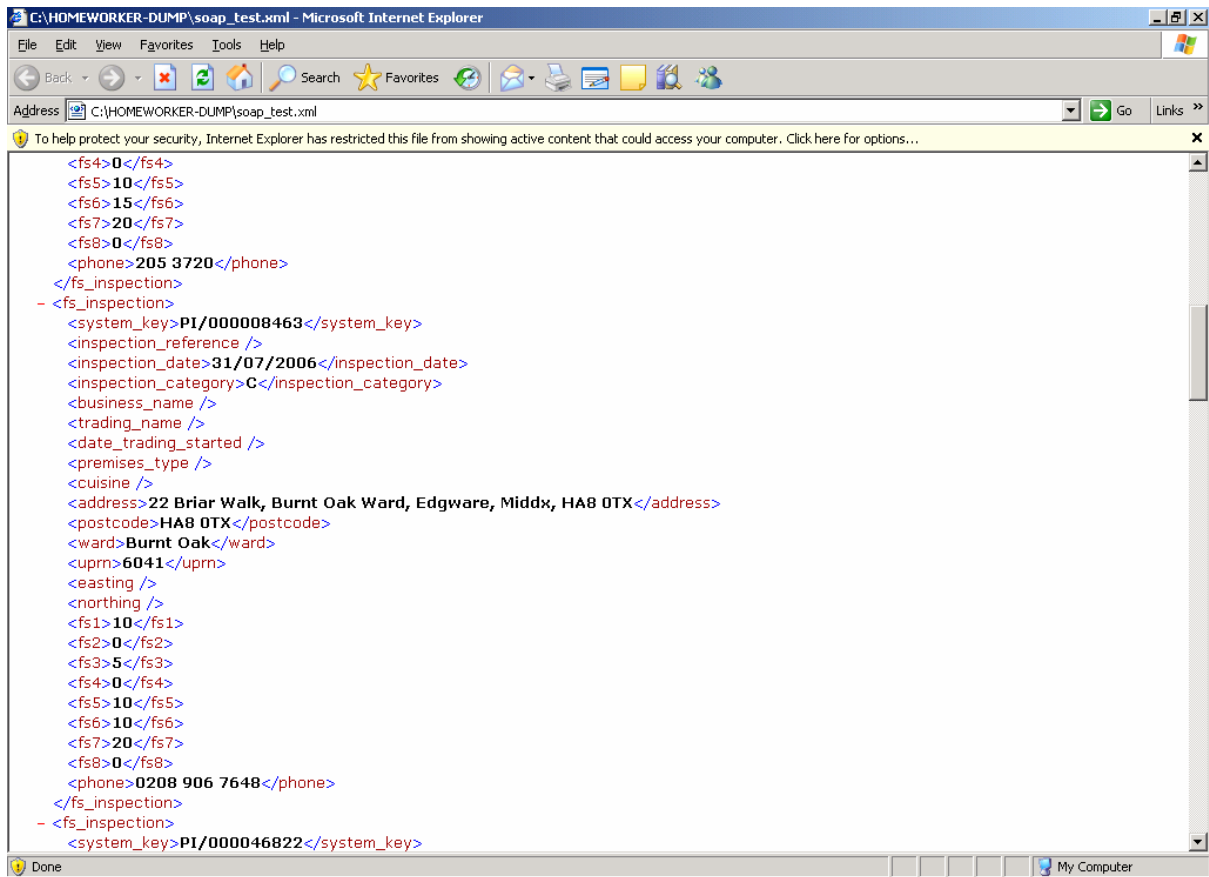 C:\HOMEWORKER-DUMP\soap_test.xml - Microsoft Internet Explorer
File Edit View Favorites Tools Help
Back Search Favorites
Address C:\HOMEWORKER-DUMP\soap_test.xml Go Links »
To help protect your security, Internet Explorer has restricted this file from showing active content that could access your computer. Click here for options...
<fs4>0</fs4>
<fs5>10</fs5>
<fs6>15</fs6>
<fs7>20</fs7>
<fs8>0</fs8>
<phone>205 3720</phone>
</fs_inspection>
- <fs_inspection>
<system_key>PI/000008463</system_key>
<inspection_reference />
<inspection_date>31/07/2006</inspection_date>
<inspection_category>C</inspection_category>
<business_name />
<trading_name />
<date_trading_started />
<premises_type />
<cuisine />
<address>22 Briar Walk, Burnt Oak Ward, Edgware, Middx, HA8 0TX</address>
<postcode>HA8 0TX</postcode>
<ward>Burnt Oak</ward>
<uprn>6041</uprn>
<easting />
<northing />
<fs1>10</fs1>
<fs2>0</fs2>
<fs3>5</fs3>
<fs4>0</fs4>
<fs5>10</fs5>
<fs6>10</fs6>
<fs7>20</fs7>
<fs8>0</fs8>
<phone>0208 906 7648</phone>
</fs_inspection>
- <fs_inspection>
<system_key>PI/000046822</system_key>
Done My Computer